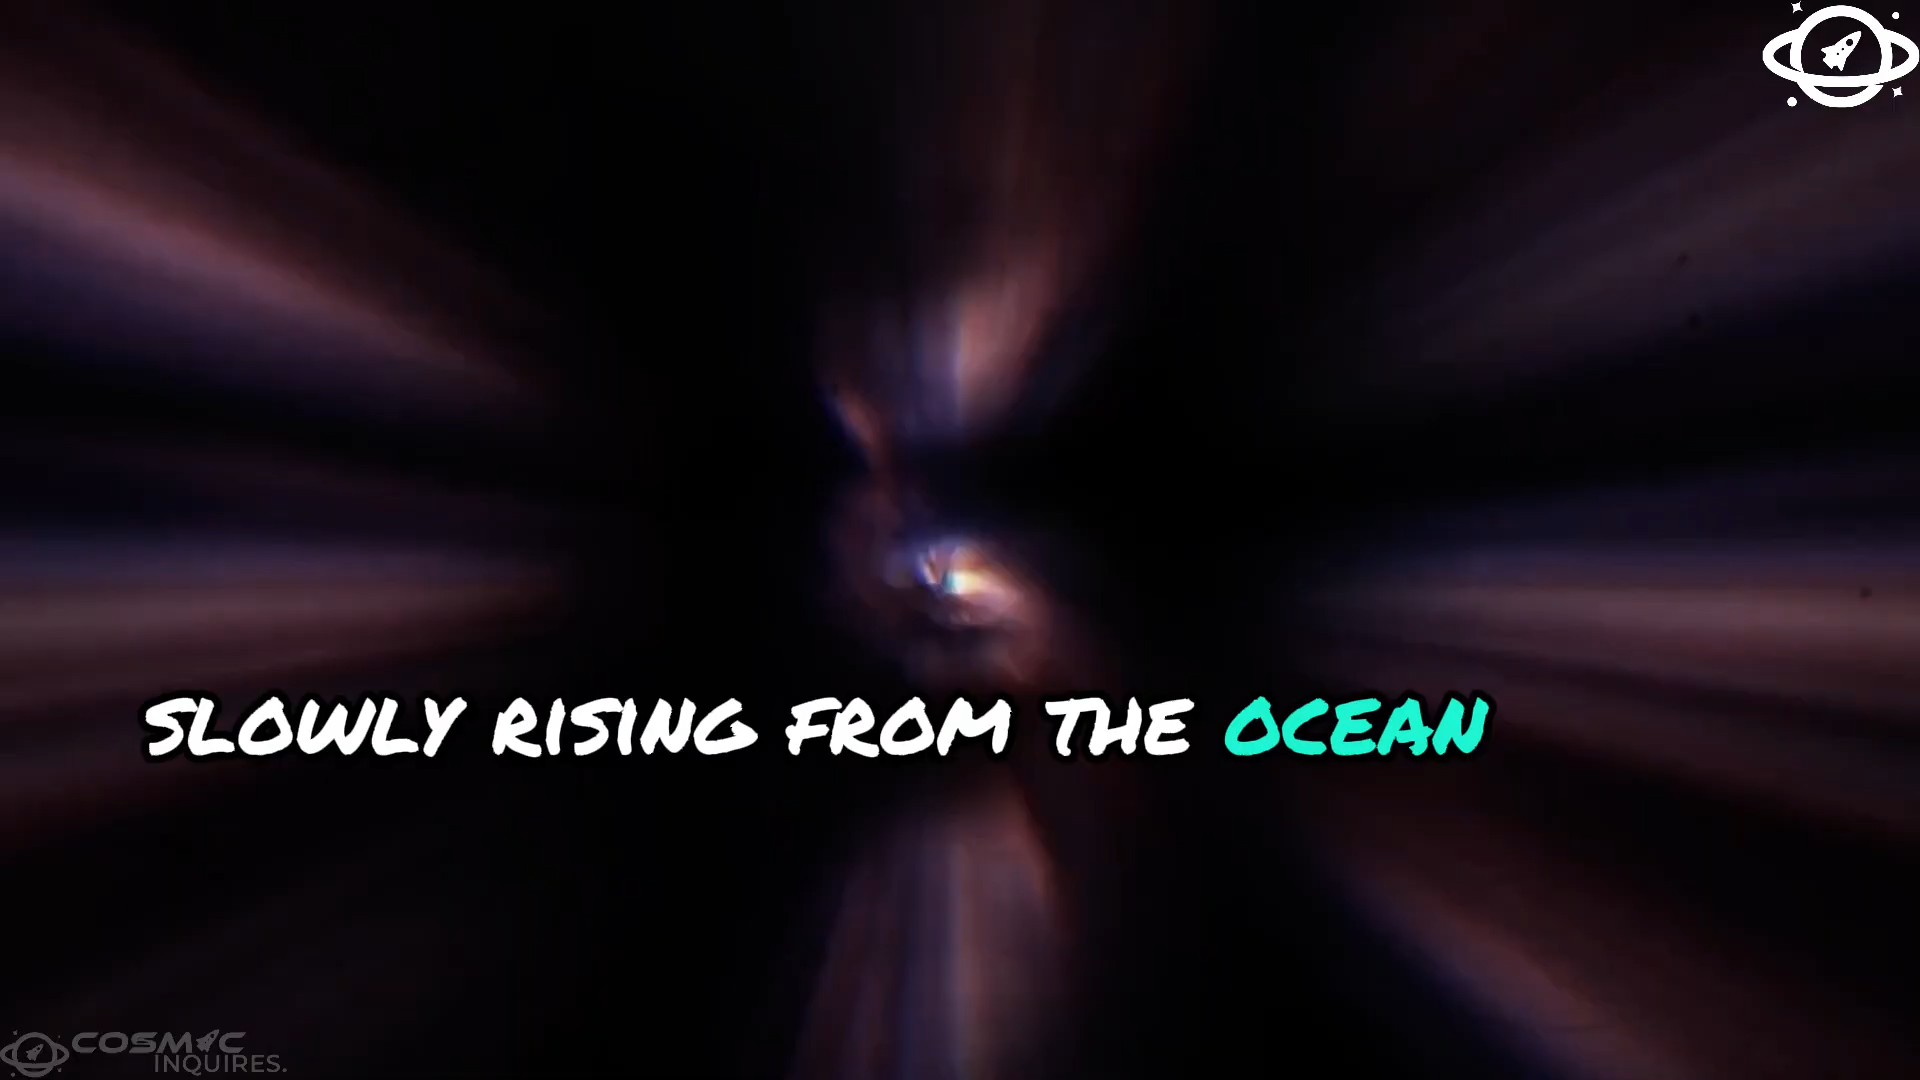 SLOWLY RISING FROM THE OCEAN
COSMIC
INQUIRES.